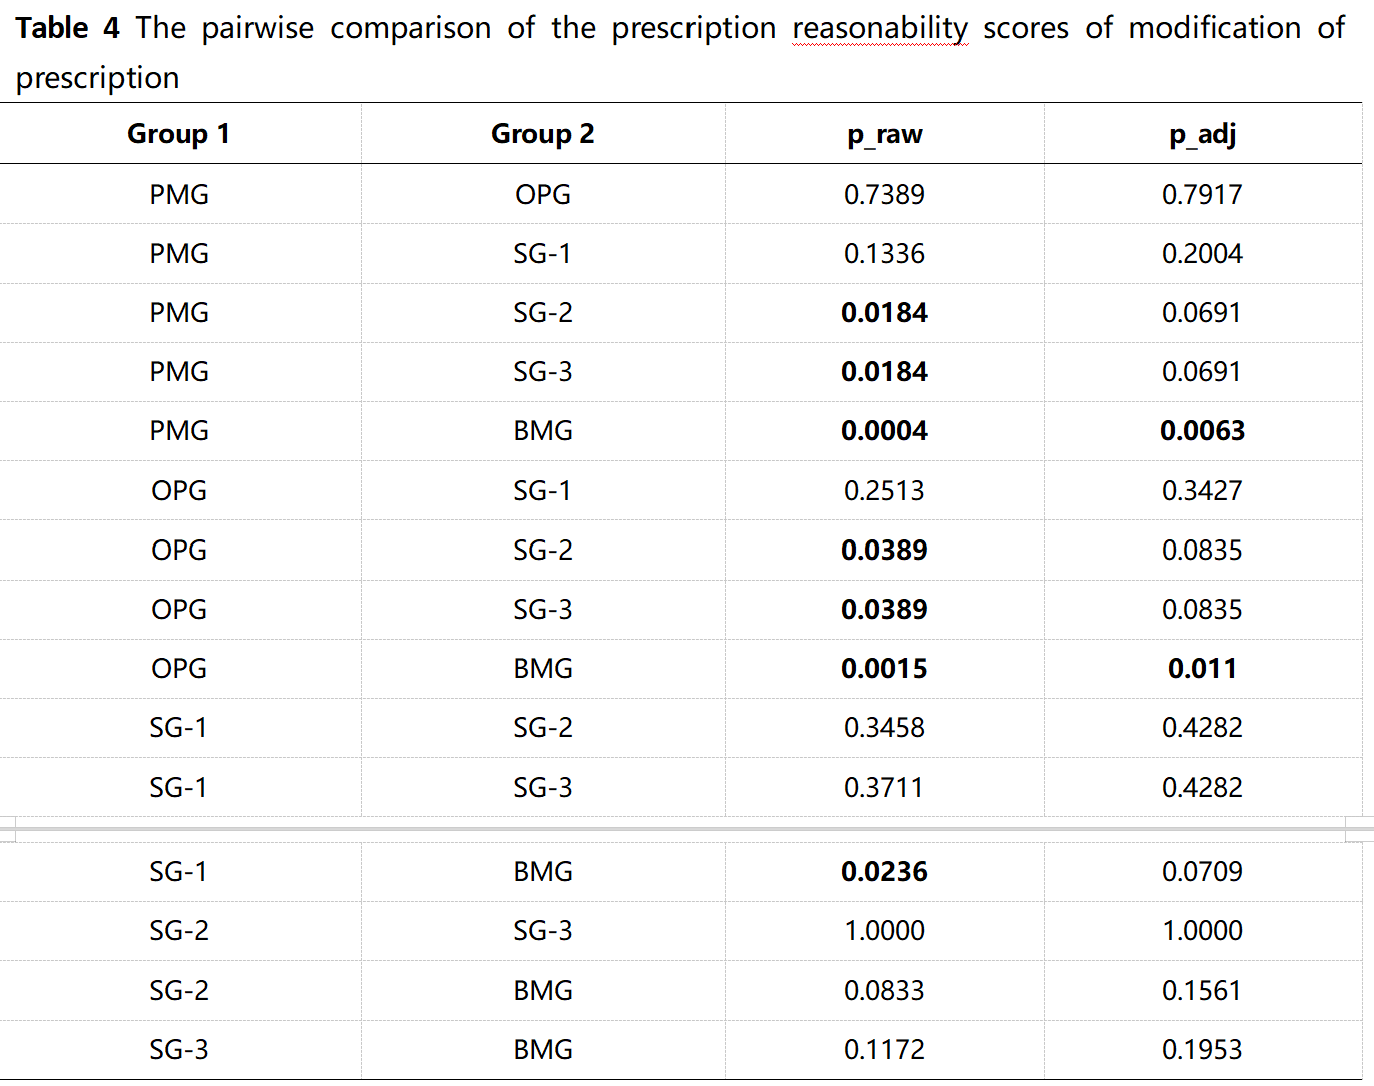 Table 4 The pairwise comparison of the prescription reasonability scores of modification of
prescription
Group 1 Group 2 p_raw p_adj
PMG OPG 0.7389 0.7917
PMG SG-1 0.1336 0.2004
PMG SG-2 0.0184 0.0691
PMG SG-3 0.0184 0.0691
PMG BMG 0.0004 0.0063
OPG SG-1 0.2513 0.3427
OPG SG-2 0.0389 0.0835
OPG SG-3 0.0389 0.0835
OPG BMG 0.0015 0.011
SG-1 SG-2 0.3458 0.4282
SG-1 SG-3 0.3711 0.4282
SG-1 BMG 0.0236 0.0709
SG-2 SG-3 1.0000 1.0000
SG-2 BMG 0.0833 0.1561
SG-3 BMG 0.1172 0.1953